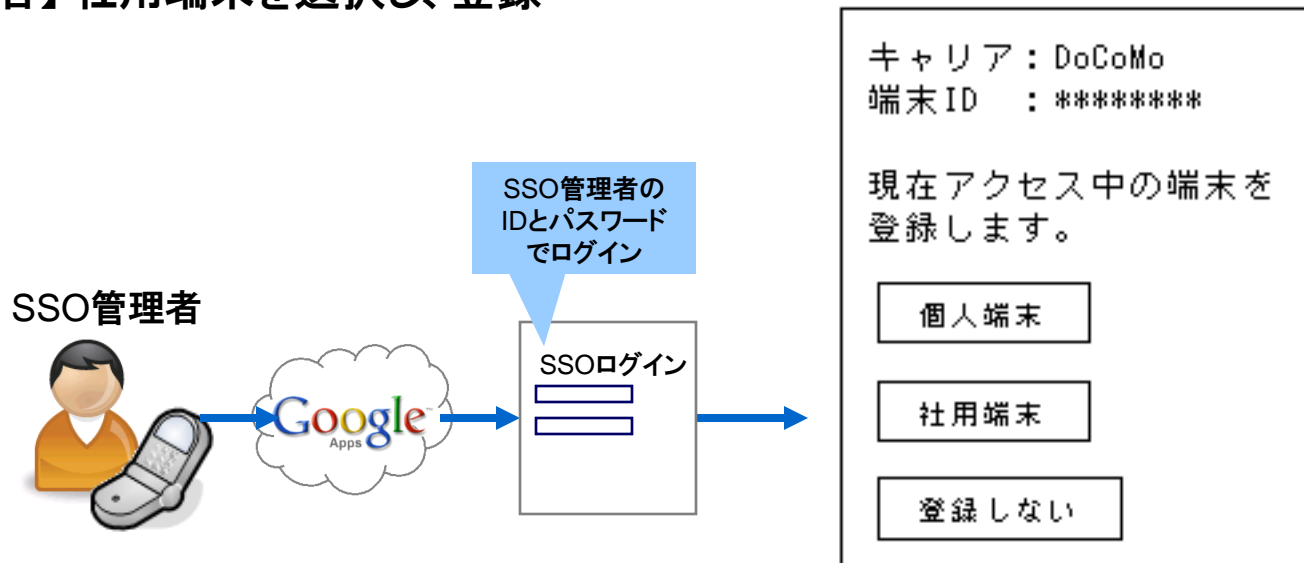 者】社用端末を選択し、登録
キャリア：DoCoMo
端末ID ：********
現在アクセス中の端末を
登録します。
個人端末
社用端末
登録しない
SSO管理者の
IDとパスワード
でログイン
SSO管理者
SSOログイン
Google™
Apps